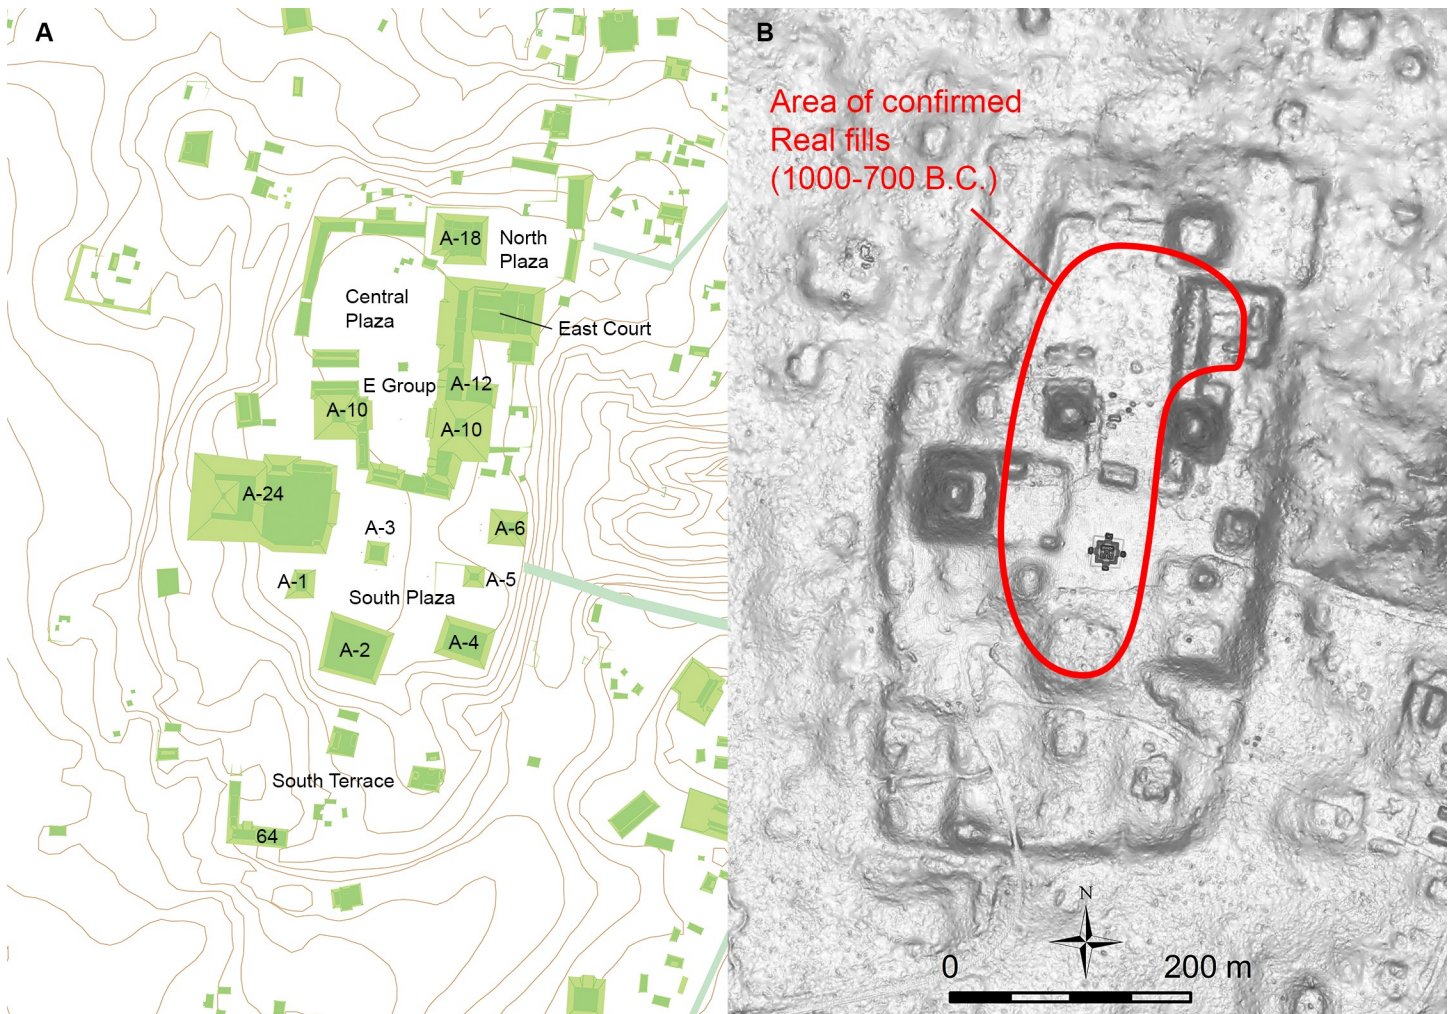 A
A-18
North
Plaza
Central
Plaza
East Court
E Group
A-12
A-10
A-10
A-24
A-3
A-6
A-1
A-5
South Plaza
A-2
A-4
South Terrace
64
B
Area of confirmed
Real fills
(1000-700 B.C.)
N
0
200 m